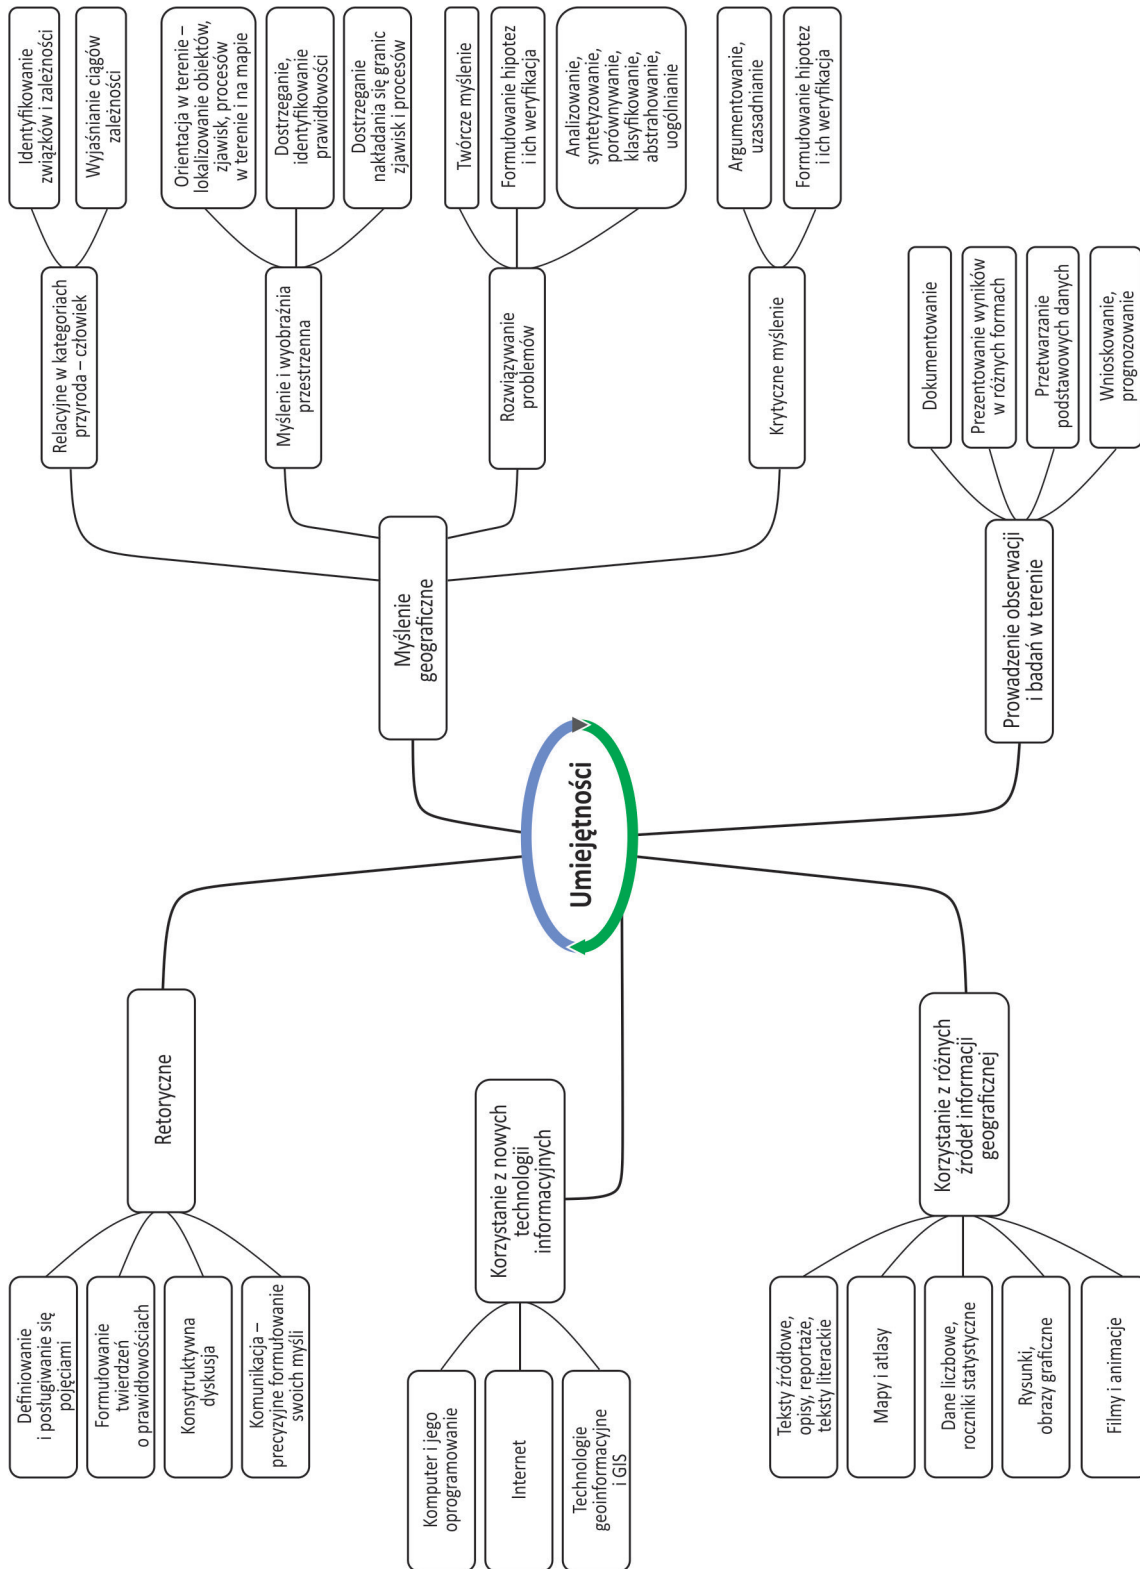 Definiowanie
i posługiwanie się
pojęciami
Formułowanie
twierdzeń
o prawidłowościach
Konsytruktywna
dyskusja
Komunikacja –
precyzyjne formułowanie
swoich myśli
Retoryczne
Komputer i jego
oprogramowanie
Internet
Technologie
geoinformacyjne
i GIS
Korzystanie z nowych
technologii
informacyjnych
Teksty źródłowe,
opisy, reportaże,
teksty literackie
Mapy i atlasy
Dane liczbowe,
roczniki statystyczne
Rysunki,
obrazy graficzne
Filmy i animacje
Korzystanie z różnych
źródeł informacji
geograficznej
Umiejętności
Myślenie
geograficzne
Relacyjne w kategoriach
przyroda – człowiek
Identyfikowanie
związków i zależności
Wyjaśnianie ciągów
zależności
Myślenie i wyobraźnia
przestrzenna
Orientacja w terenie –
lokalizowanie obiektów,
zjawisk, procesów
w terenie i na mapie
Dostrzeganie,
identyfikowanie
prawidłowości
Dostrzeganie
nakładania się granic
zjawisk i procesów
Rozwiązywanie
problemów
Twórcze myślenie
Formułowanie hipotez
i ich weryfikacja
Analizowanie,
syntetyzowanie,
porównywanie,
klasyfikowanie,
abstrahowanie,
uogólnianie
Krytyczne myślenie
Argumentowanie,
uzasadnianie
Formułowanie hipotez
i ich weryfikacja
Prowadzenie obserwacji
i badań w terenie
Dokumentowanie
Prezentowanie wyników
w różnych formach
Przetwarzanie
podstawowych danych
Wnioskowanie,
prognozowanie